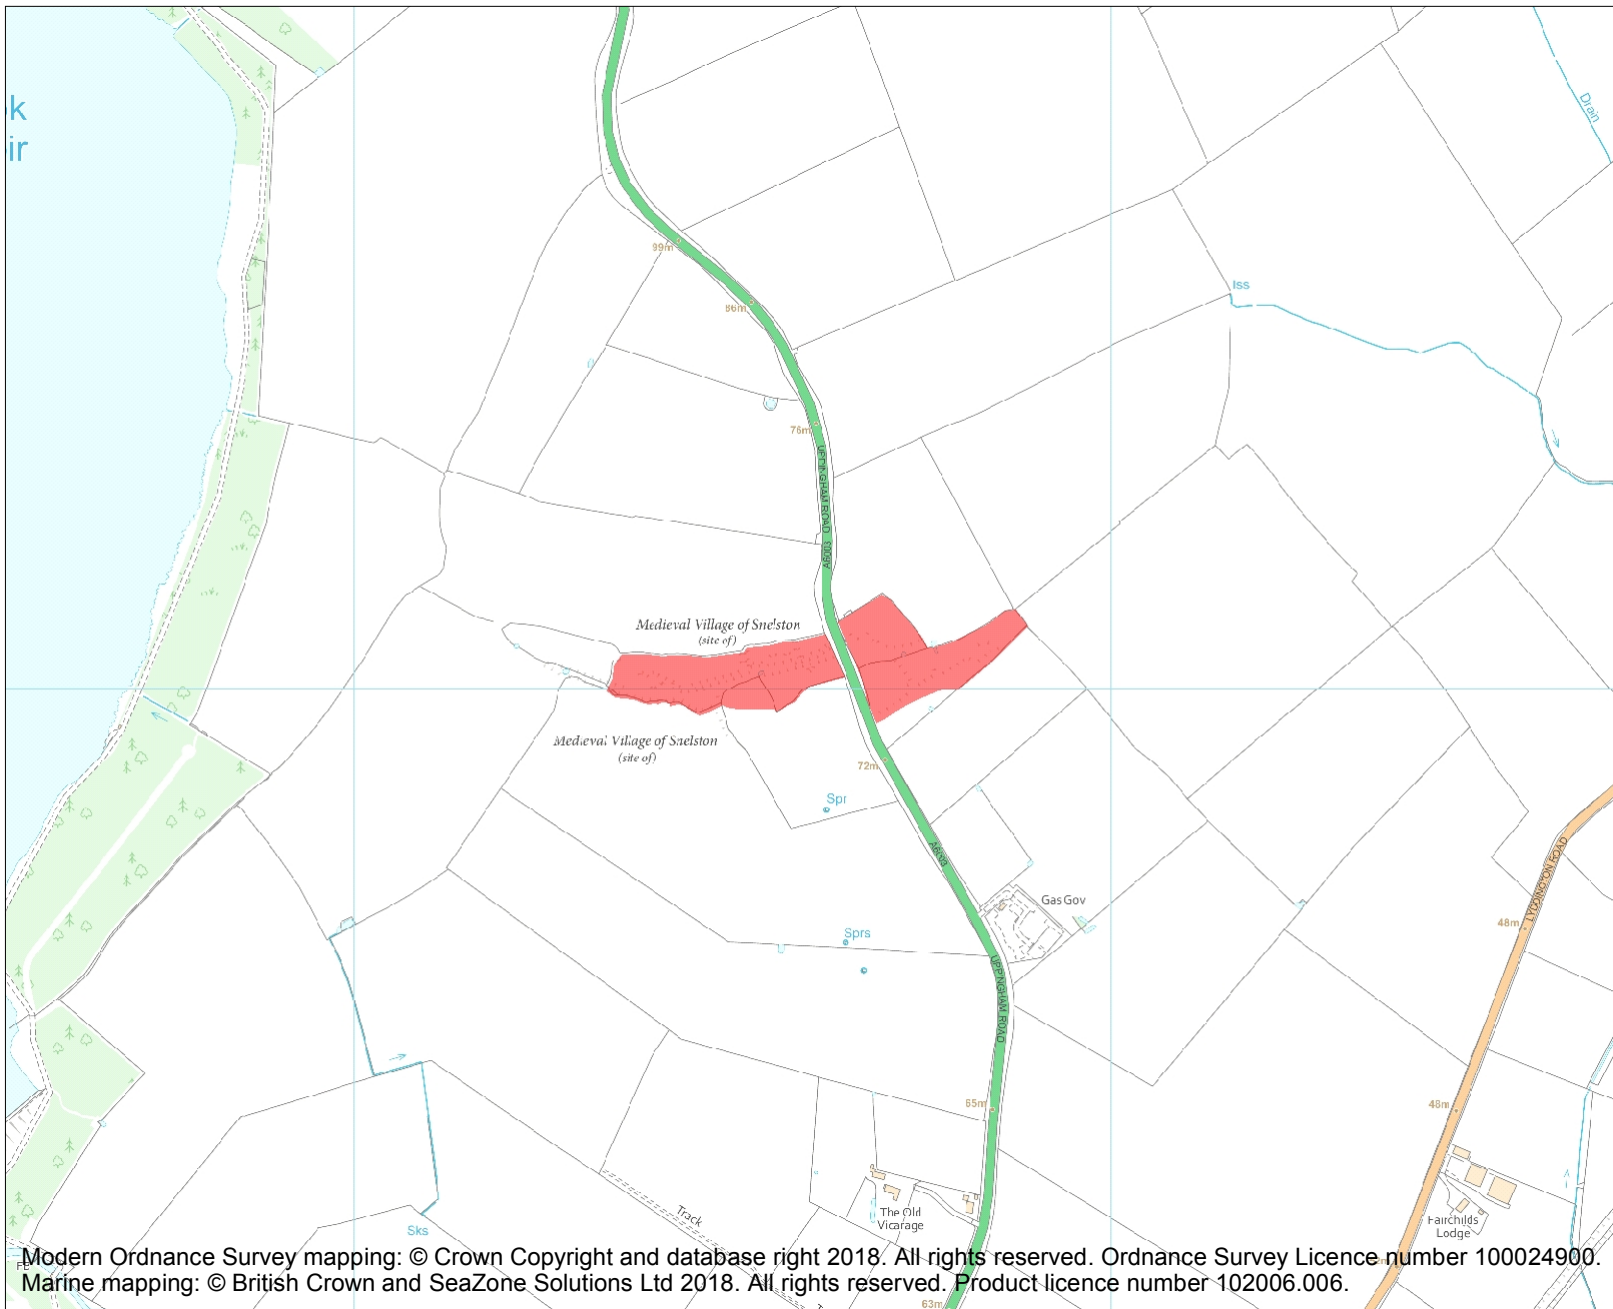 k
ir
Drain
99m
86m
Iss
76m
UPPINGHAM ROAD A6003
Medieval Village of Snelston
(site of)
Medieval Village of Snelston
(site of)
72m
Spr
A6003
Gas Gov
LYDDINGTON ROAD
48m
Sprs
UPPINGHAM ROAD
65m
48m
Track
The Old
Vicarage
Fairchilds
Lodge
Sks
Modern Ordnance Survey mapping: © Crown Copyright and database right 2018. All rights reserved. Ordnance Survey Licence number 100024900.
Marine mapping: © British Crown and SeaZone Solutions Ltd 2018. All rights reserved. Product licence number 102006.006.
63m